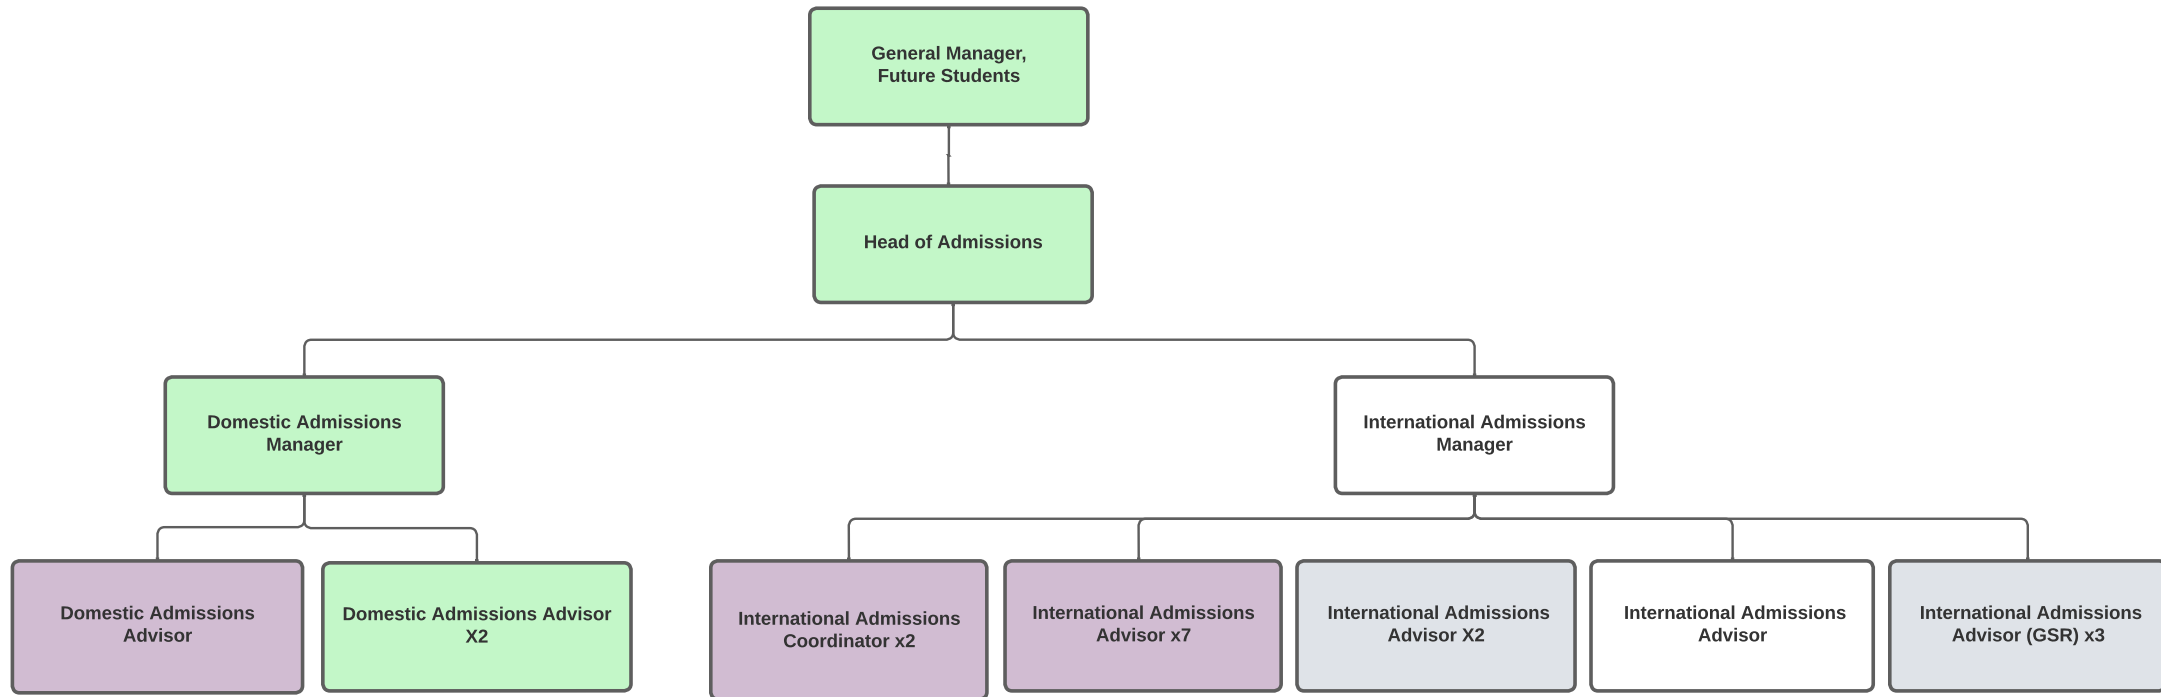 General Manager,
Future Students
Head of Admissions
Domestic Admissions
Manager
International Admissions
Manager
Domestic Admissions
Advisor
Domestic Admissions Advisor
X2
International Admissions
Coordinator x2
International Admissions
Advisor x7
International Admissions
Advisor X2
International Admissions
Advisor
International Admissions
Advisor (GSR) x3